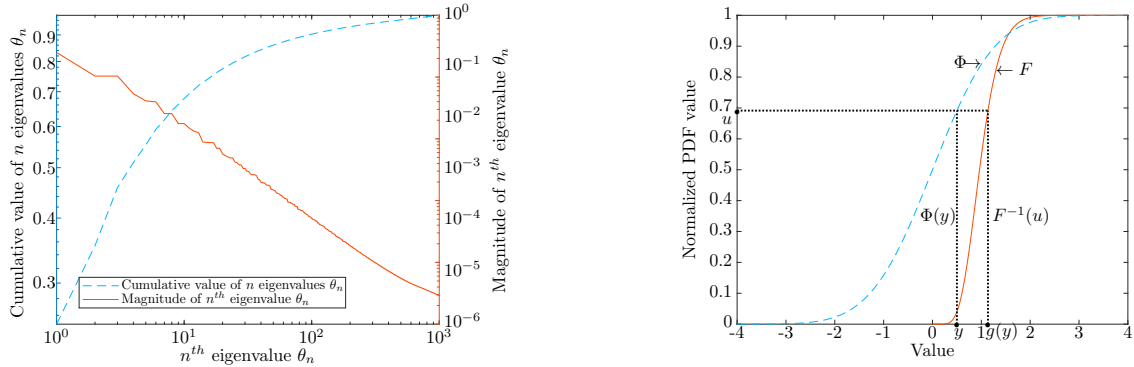 Cumulative value of n eigenvalues θn
0.9
0.8
0.7
0.6
0.5
0.4
0.3
10^0
10^1
10^2
10^3
n^th eigenvalue θn
10^0
10^-1
10^-2
10^-3
10^-4
10^-5
10^-6
Magnitude of n^th eigenvalue θn
Cumulative value of n eigenvalues θn
Magnitude of n^th eigenvalue θn
Normalized PDF value
1
0.9
0.8
0.7
u
0.6
0.5
0.4
0.3
0.2
0.1
0
Φ→
← F
Φ(y)
F^-1(u)
-4 -3 -2 -1 0 y 1 g(y) 2 3 4
Value